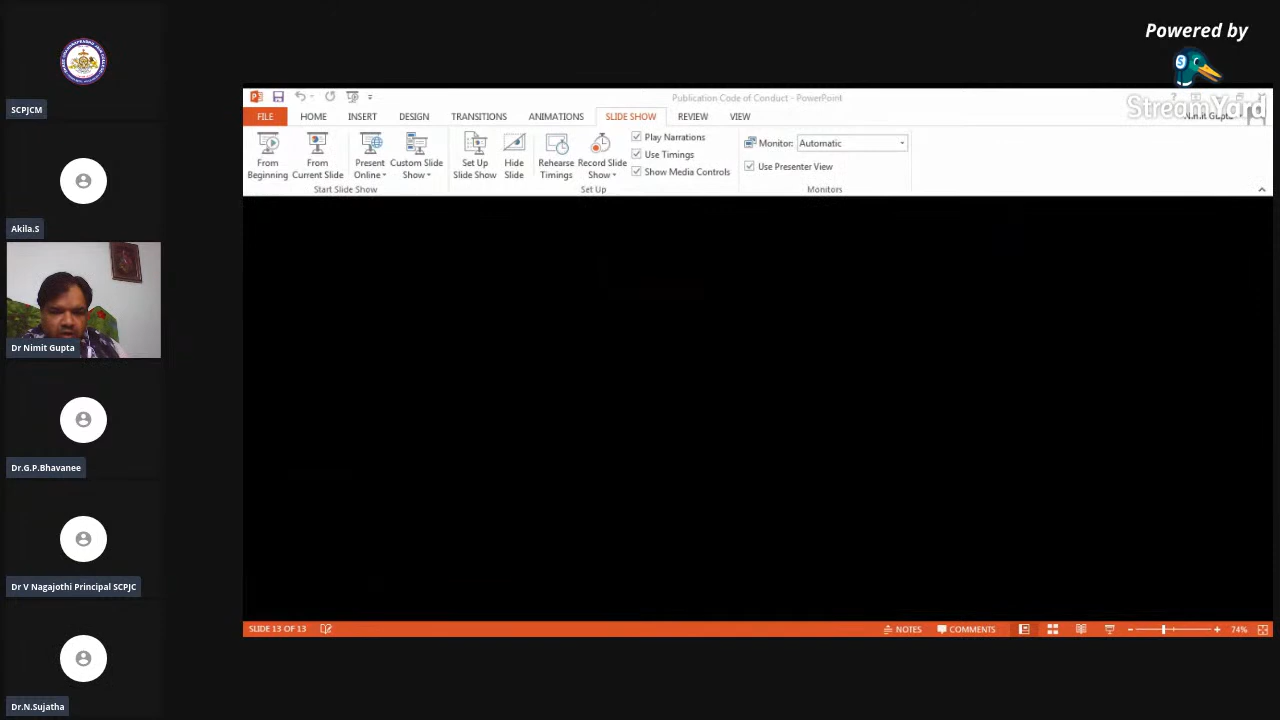 Powered by
StreamYard
SCPJCM
Akila.S
Dr Nimit Gupta
Dr.G.P.Bhavanee
Dr V Nagajothi Principal SCPJC
Dr.N.Sujatha
Publication Code of Conduct - PowerPoint
Nimit Gupta
FILE HOME INSERT DESIGN TRANSITIONS ANIMATIONS SLIDE SHOW REVIEW VIEW
From Beginning
From Current Slide
Present Online
Custom Slide Show
Start Slide Show
Set Up Slide Show
Hide Slide
Rehearse Timings
Record Slide Show
Play Narrations
Use Timings
Show Media Controls
Set Up
Monitor: Automatic
Use Presenter View
Monitors
SLIDE 13 OF 13
NOTES COMMENTS 74%